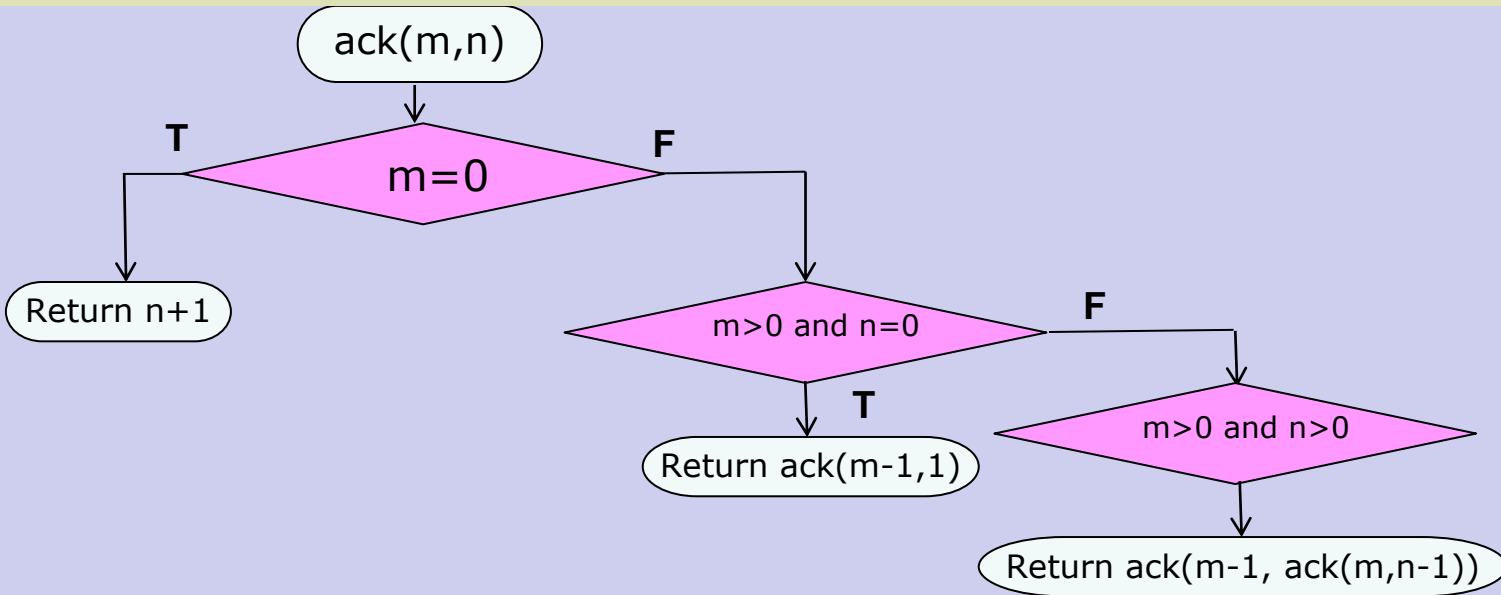 ack(m,n)
T
F
m=0
Return n+1
m>0 and n=0
F
T
m>0 and n>0
Return ack(m-1,1)
Return ack(m-1, ack(m,n-1))